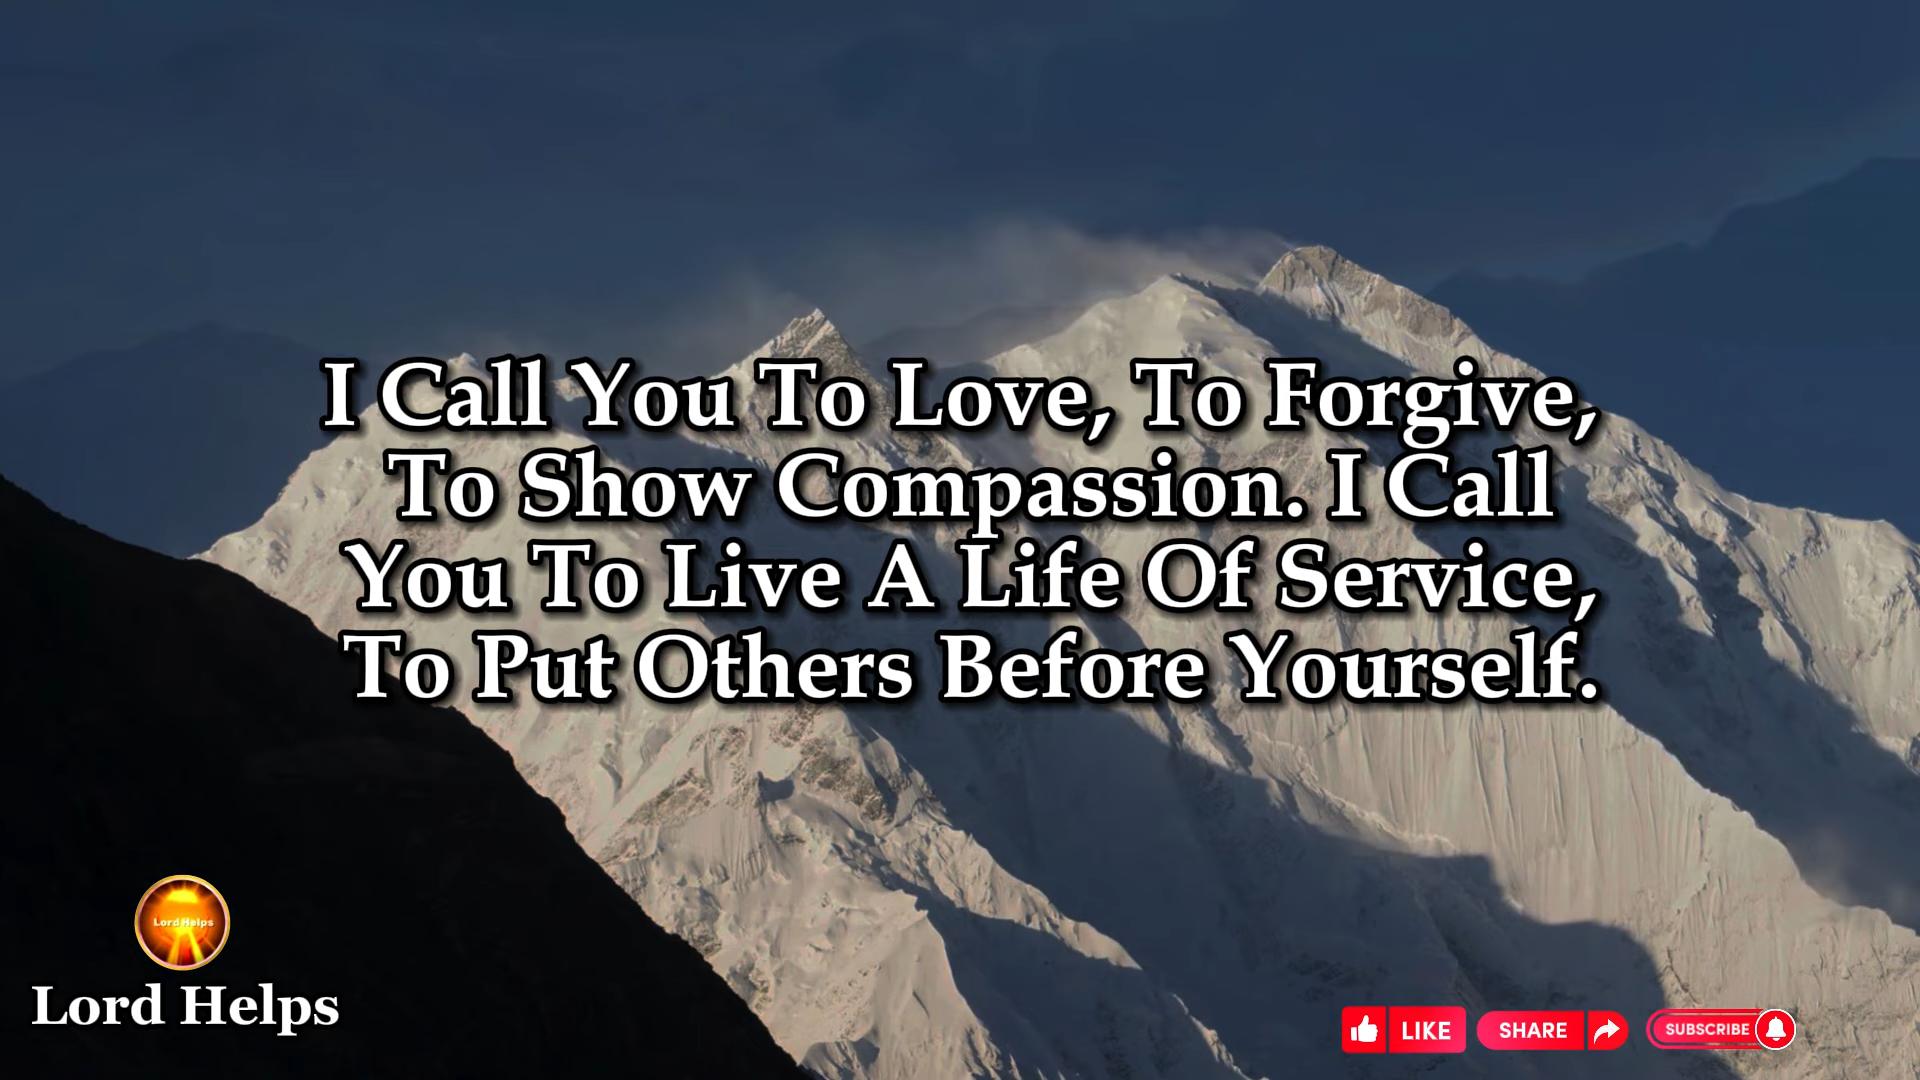 I Call You To Love, To Forgive,
To Show Compassion. I Call
You To Live A Life Of Service,
To Put Others Before Yourself.
Lord Helps
Lord Helps
LIKE
SHARE
SUBSCRIBE